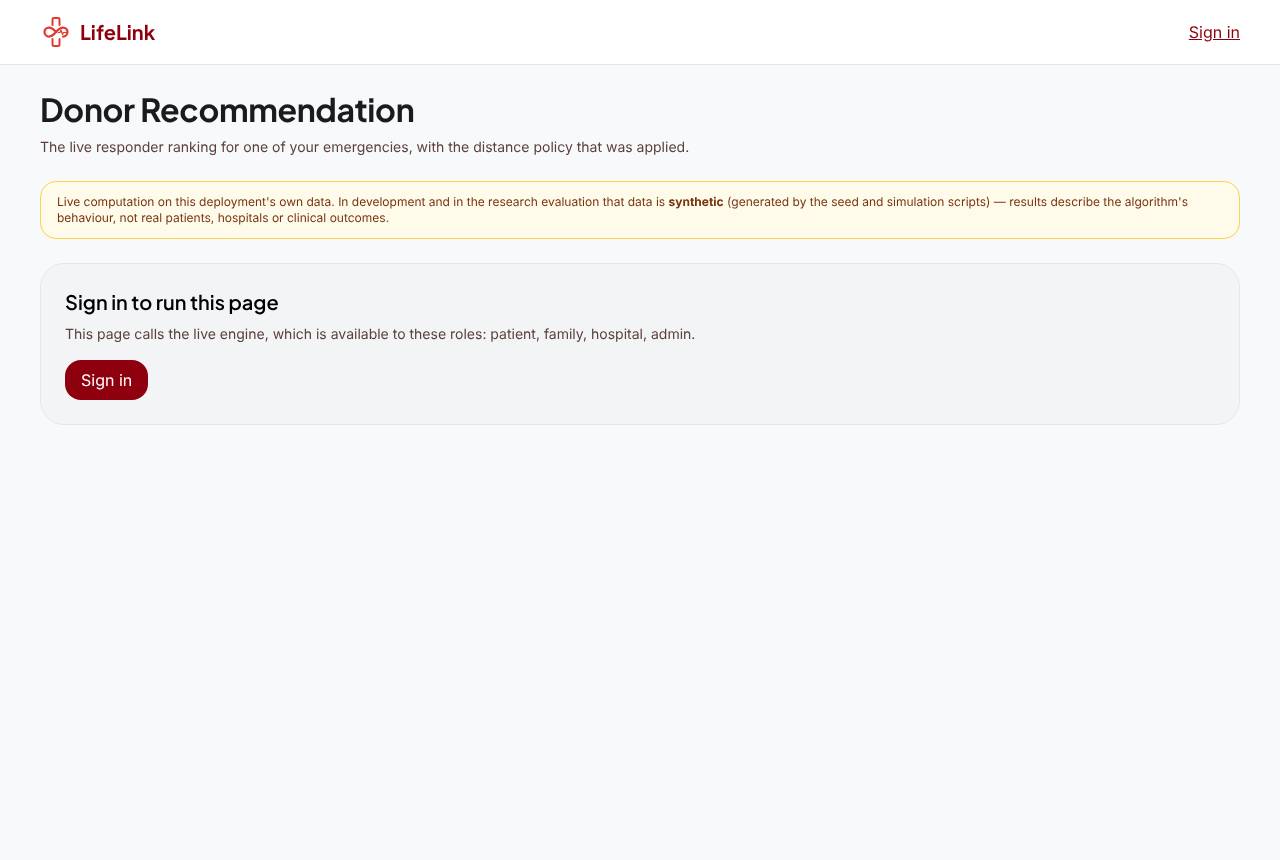 LifeLink
Sign in
Donor Recommendation
The live responder ranking for one of your emergencies, with the distance policy that was applied.
Live computation on this deployment's own data. In development and in the research evaluation that data is synthetic (generated by the seed and simulation scripts) — results describe the algorithm's
behaviour, not real patients, hospitals or clinical outcomes.
Sign in to run this page
This page calls the live engine, which is available to these roles: patient, family, hospital, admin.
Sign in